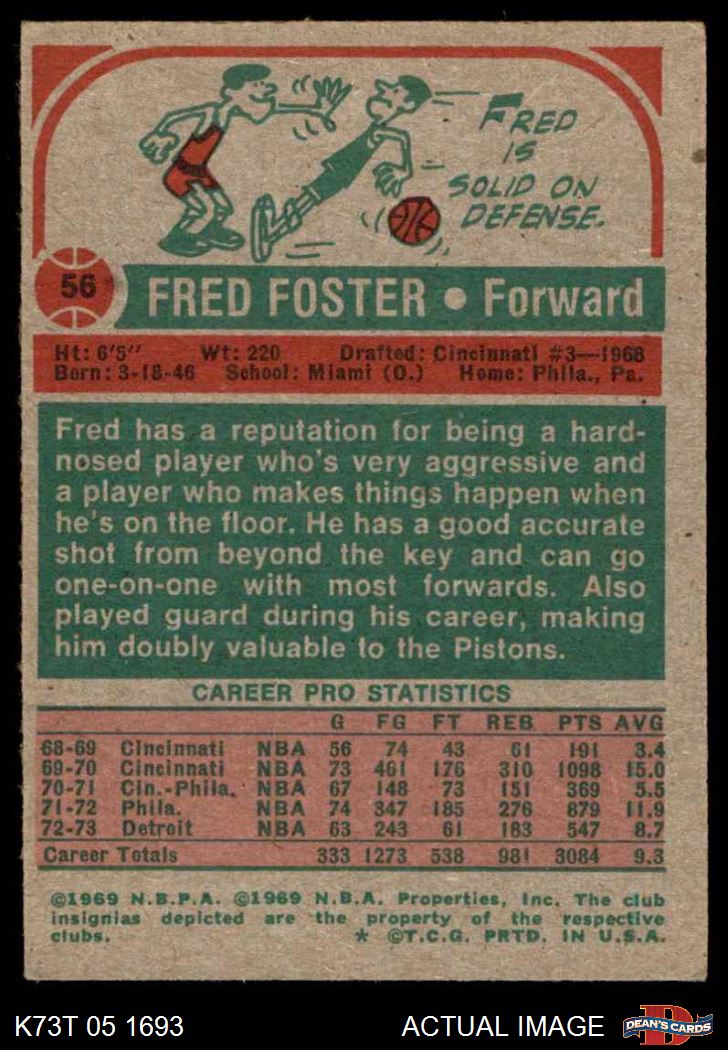 FRED
IS
SOLID ON
DEFENSE.
56 FRED FOSTER • Forward
Ht: 6'5" Wt: 220 Drafted: Cincinnati #3—1968
Born: 3-18-46 School: Miami (O.) Home: Phila., Pa.
Fred has a reputation for being a hard-
nosed player who's very aggressive and
a player who makes things happen when
he's on the floor. He has a good accurate
shot from beyond the key and can go
one-on-one with most forwards. Also
played guard during his career, making
him doubly valuable to the Pistons.
CAREER PRO STATISTICS
G FG FT REB PTS AVG
68-69 Cincinnati NBA 56 74 43 61 191 3.4
69-70 Cincinnati NBA 73 461 176 310 1098 15.0
70-71 Cin.-Phila. NBA 67 148 73 151 369 5.5
71-72 Phila. NBA 74 347 185 276 879 11.9
72-73 Detroit NBA 63 243 61 183 547 8.7
Career Totals 333 1273 538 981 3084 9.3
©1969 N.B.P.A. ©1969 N.B.A. Properties, Inc. The club
insignias depicted are the property of the respective
clubs. * ©T.C.G. PRTD. IN U.S.A.
K73T 05 1693 ACTUAL IMAGE D DEAN'S CARDS